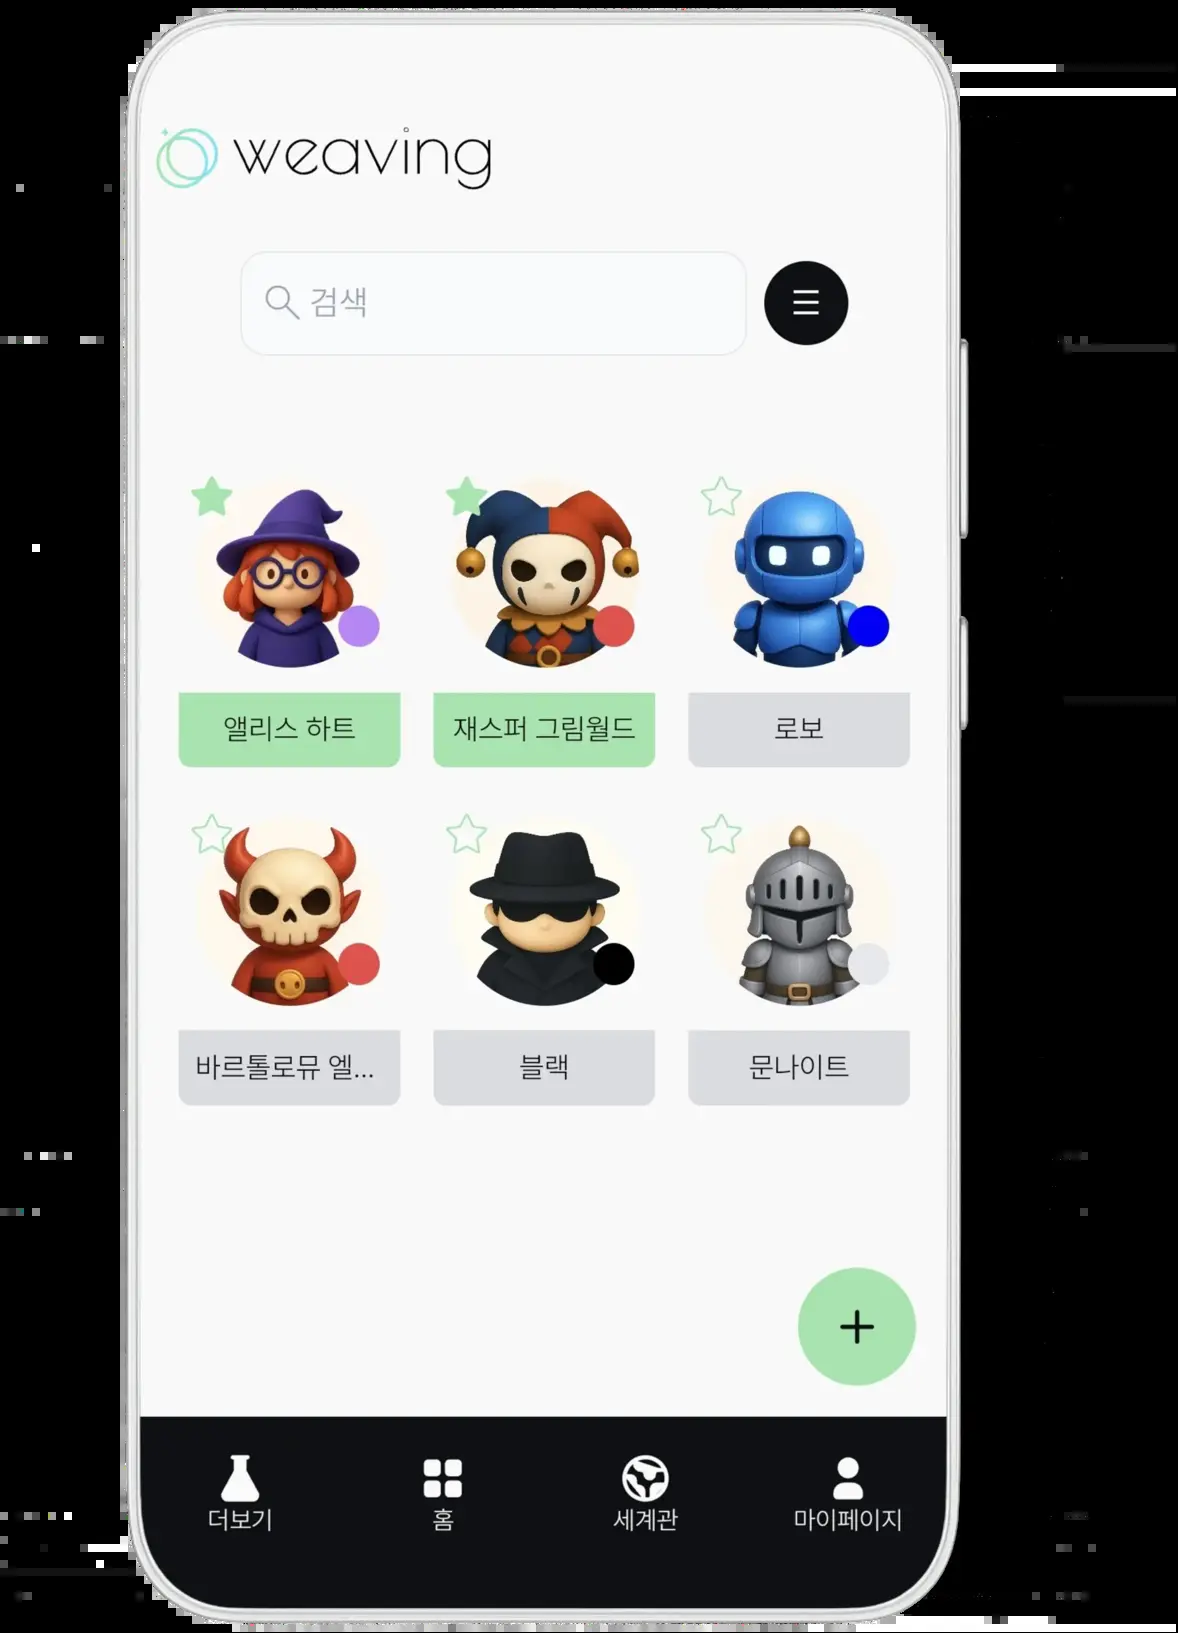 weaving
검색
앨리스 하트
재스퍼 그림월드
로보
바르톨로뮤 엘...
블랙
문나이트
더보기
홈
세계관
마이페이지